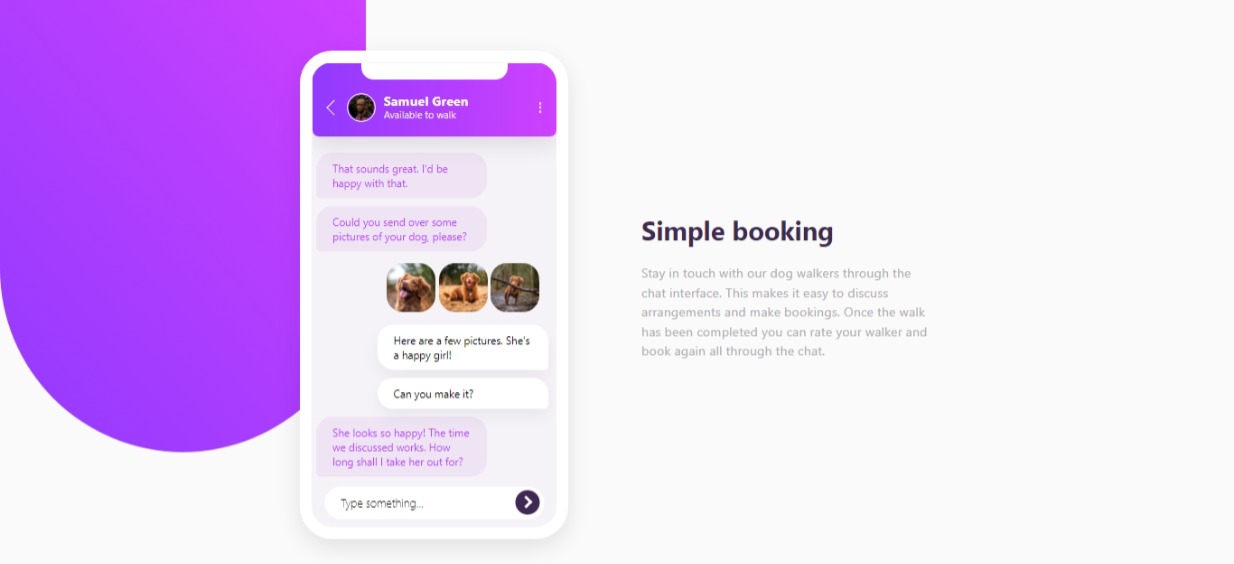 Samuel Green
Available to walk
That sounds great. I'd be
happy with that.
Could you send over some
pictures of your dog, please?
Here are a few pictures. She's
a happy girl!
Can you make it?
She looks so happy! The time
we discussed works. How
long shall I take her out for?
Type something...
Simple booking
Stay in touch with our dog walkers through the
chat interface. This makes it easy to discuss
arrangements and make bookings. Once the walk
has been completed you can rate your walker and
book again all through the chat.